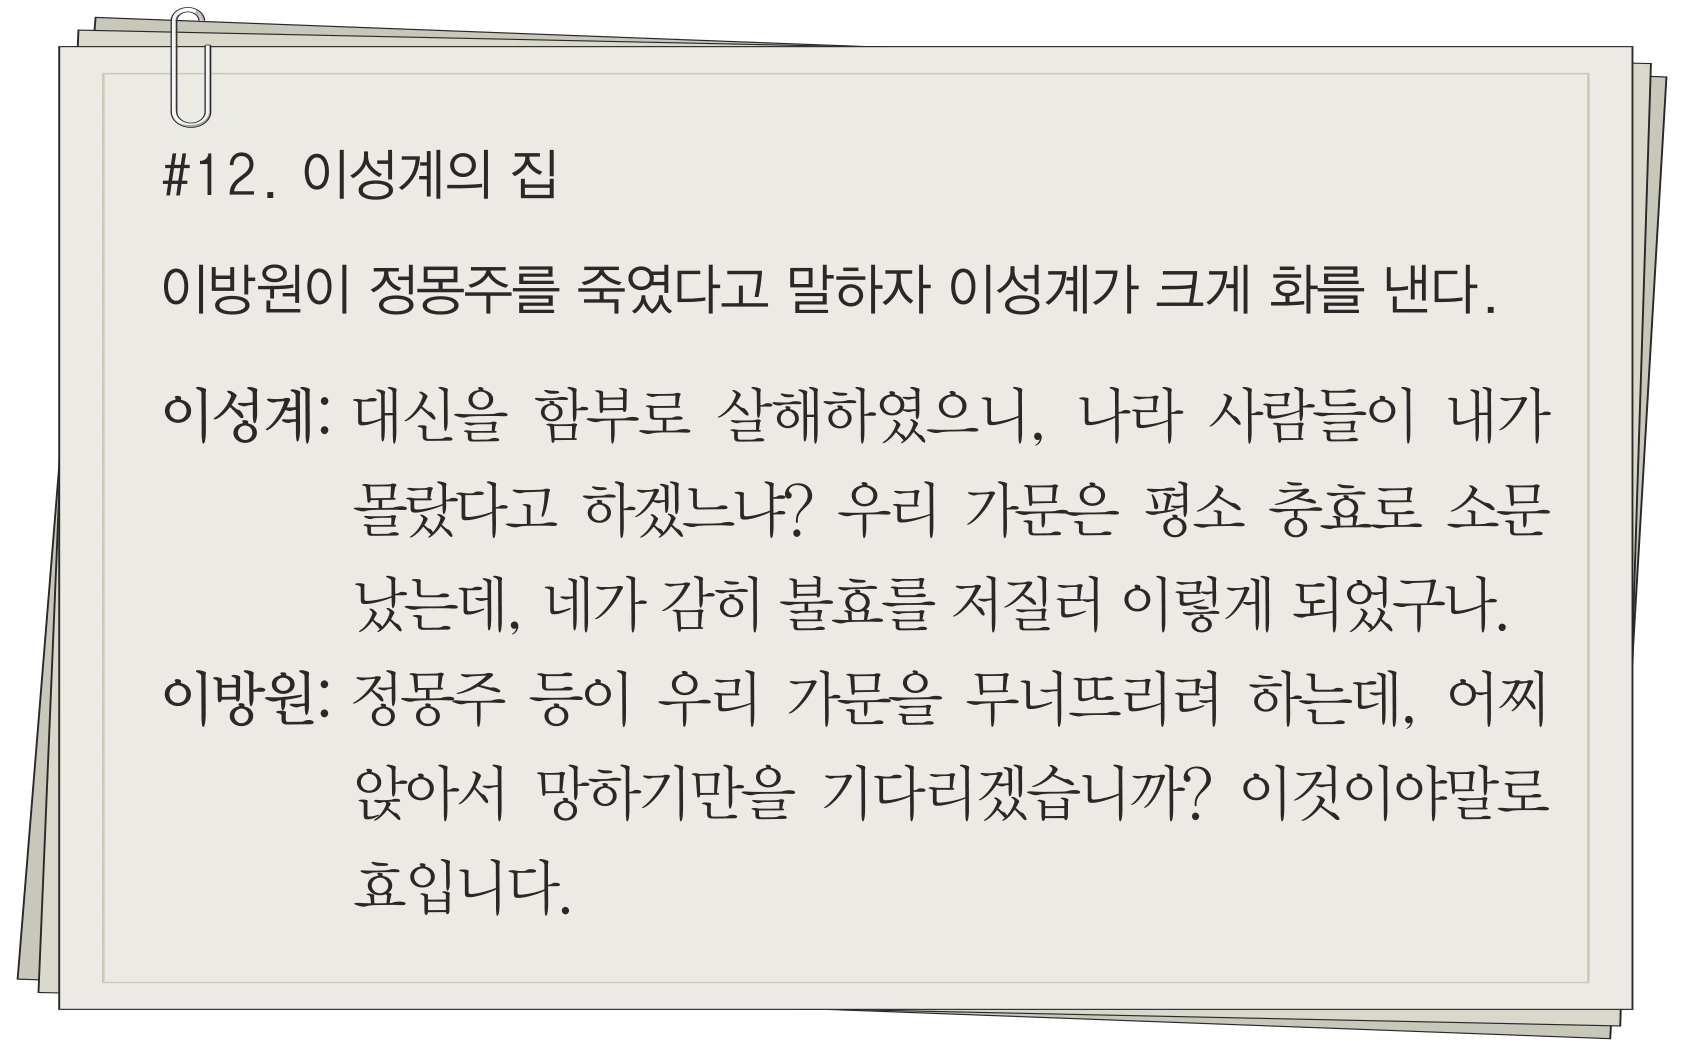 #12. 이성계의 집
이방원이 정몽주를 죽였다고 말하자 이성계가 크게 화를 낸다.
이성계: 대신을 함부로 살해하였으니, 나라 사람들이 내가
몰랐다고 하겠느냐? 우리 가문은 평소 충효로 소문
났는데, 네가 감히 불효를 저질러 이렇게 되었구나.
이방원: 정몽주 등이 우리 가문을 무너뜨리려 하는데, 어찌
앉아서 망하기만을 기다리겠습니까? 이것이야말로
효입니다.